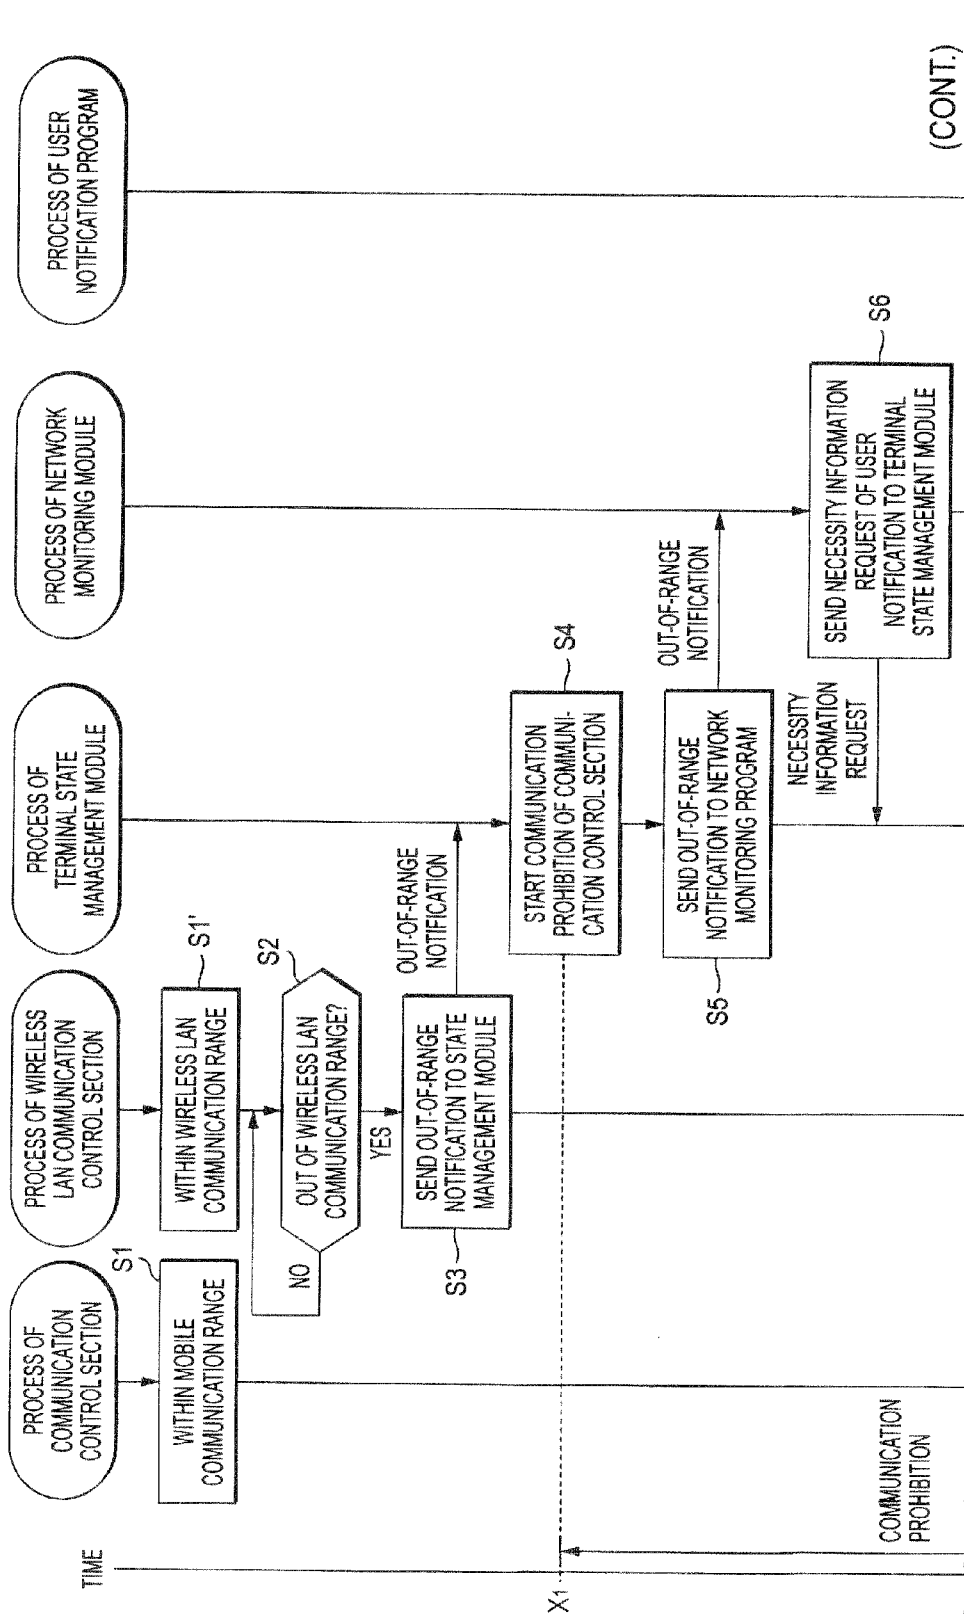 TIME
PROCESS OF
COMMUNICATION
CONTROL SECTION
PROCESS OF WIRELESS
LAN COMMUNICATION
CONTROL SECTION
PROCESS OF
TERMINAL STATE
MANAGEMENT MODULE
PROCESS OF NETWORK
MONITORING MODULE
PROCESS OF USER
NOTIFICATION PROGRAM
S1
WITHIN MOBILE
COMMUNICATION RANGE
S1'
WITHIN WIRELESS LAN
COMMUNICATION RANGE
S2
OUT OF WIRELESS LAN
COMMUNICATION RANGE?
NO
YES
S3
SEND OUT-OF-RANGE
NOTIFICATION TO STATE
MANAGEMENT MODULE
OUT-OF-RANGE
NOTIFICATION
X1
S4
START COMMUNICATION
PROHIBITION OF COMMUNI-
CATION CONTROL SECTION
S5
SEND OUT-OF-RANGE
NOTIFICATION TO NETWORK
MONITORING PROGRAM
OUT-OF-RANGE
NOTIFICATION
S6
SEND NECESSITY INFORMATION
REQUEST OF USER
NOTIFICATION TO TERMINAL
STATE MANAGEMENT MODULE
NECESSITY
INFORMATION
REQUEST
COMMUNICATION
PROHIBITION
(CONT.)